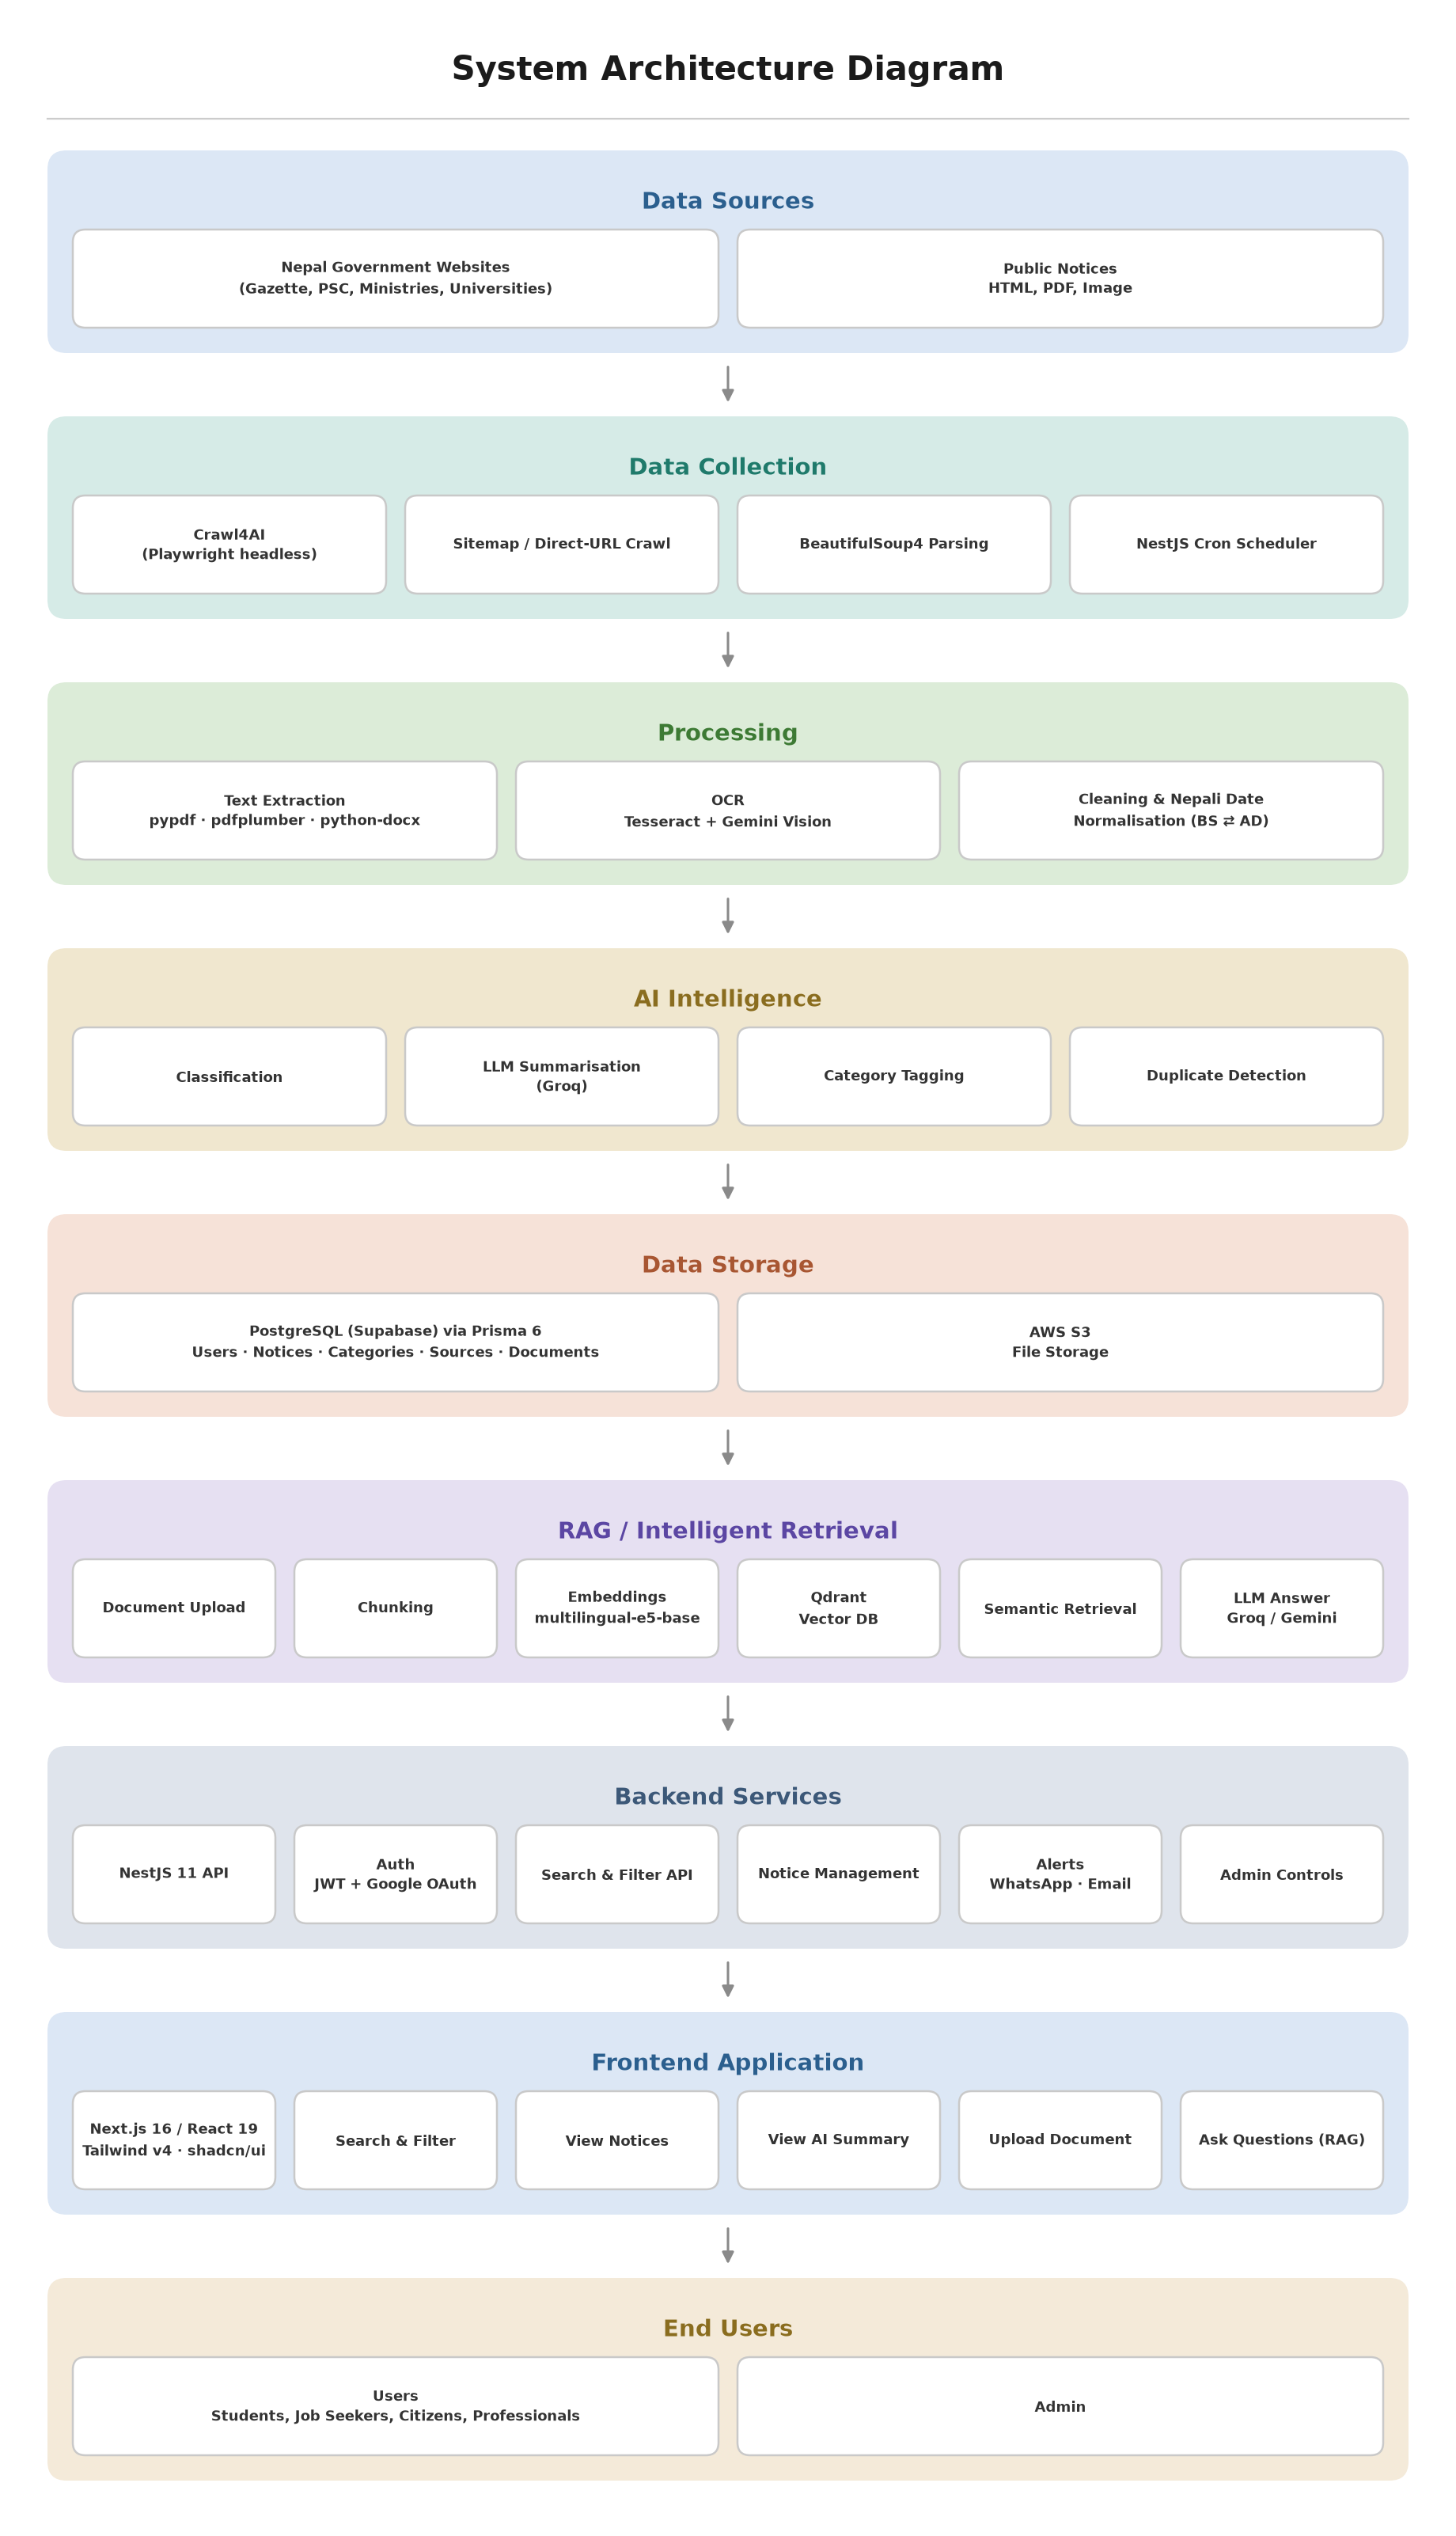 System Architecture Diagram
Data Sources
Nepal Government Websites
(Gazette, PSC, Ministries, Universities)
Public Notices
HTML, PDF, Image
Data Collection
Crawl4AI
(Playwright headless)
Sitemap / Direct-URL Crawl
BeautifulSoup4 Parsing
NestJS Cron Scheduler
Processing
Text Extraction
pypdf · pdfplumber · python-docx
OCR
Tesseract + Gemini Vision
Cleaning & Nepali Date
Normalisation (BS ⇄ AD)
AI Intelligence
Classification
LLM Summarisation
(Groq)
Category Tagging
Duplicate Detection
Data Storage
PostgreSQL (Supabase) via Prisma 6
Users · Notices · Categories · Sources · Documents
AWS S3
File Storage
RAG / Intelligent Retrieval
Document Upload
Chunking
Embeddings
multilingual-e5-base
Qdrant
Vector DB
Semantic Retrieval
LLM Answer
Groq / Gemini
Backend Services
NestJS 11 API
Auth
JWT + Google OAuth
Search & Filter API
Notice Management
Alerts
WhatsApp · Email
Admin Controls
Frontend Application
Next.js 16 / React 19
Tailwind v4 · shadcn/ui
Search & Filter
View Notices
View AI Summary
Upload Document
Ask Questions (RAG)
End Users
Users
Students, Job Seekers, Citizens, Professionals
Admin